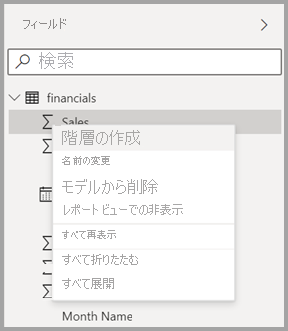 フィールド
検索
financials
Sales
階層の作成
名前の変更
モデルから削除
レポートビューでの非表示
すべて再表示
すべて折りたたむ
すべて展開
Month Name